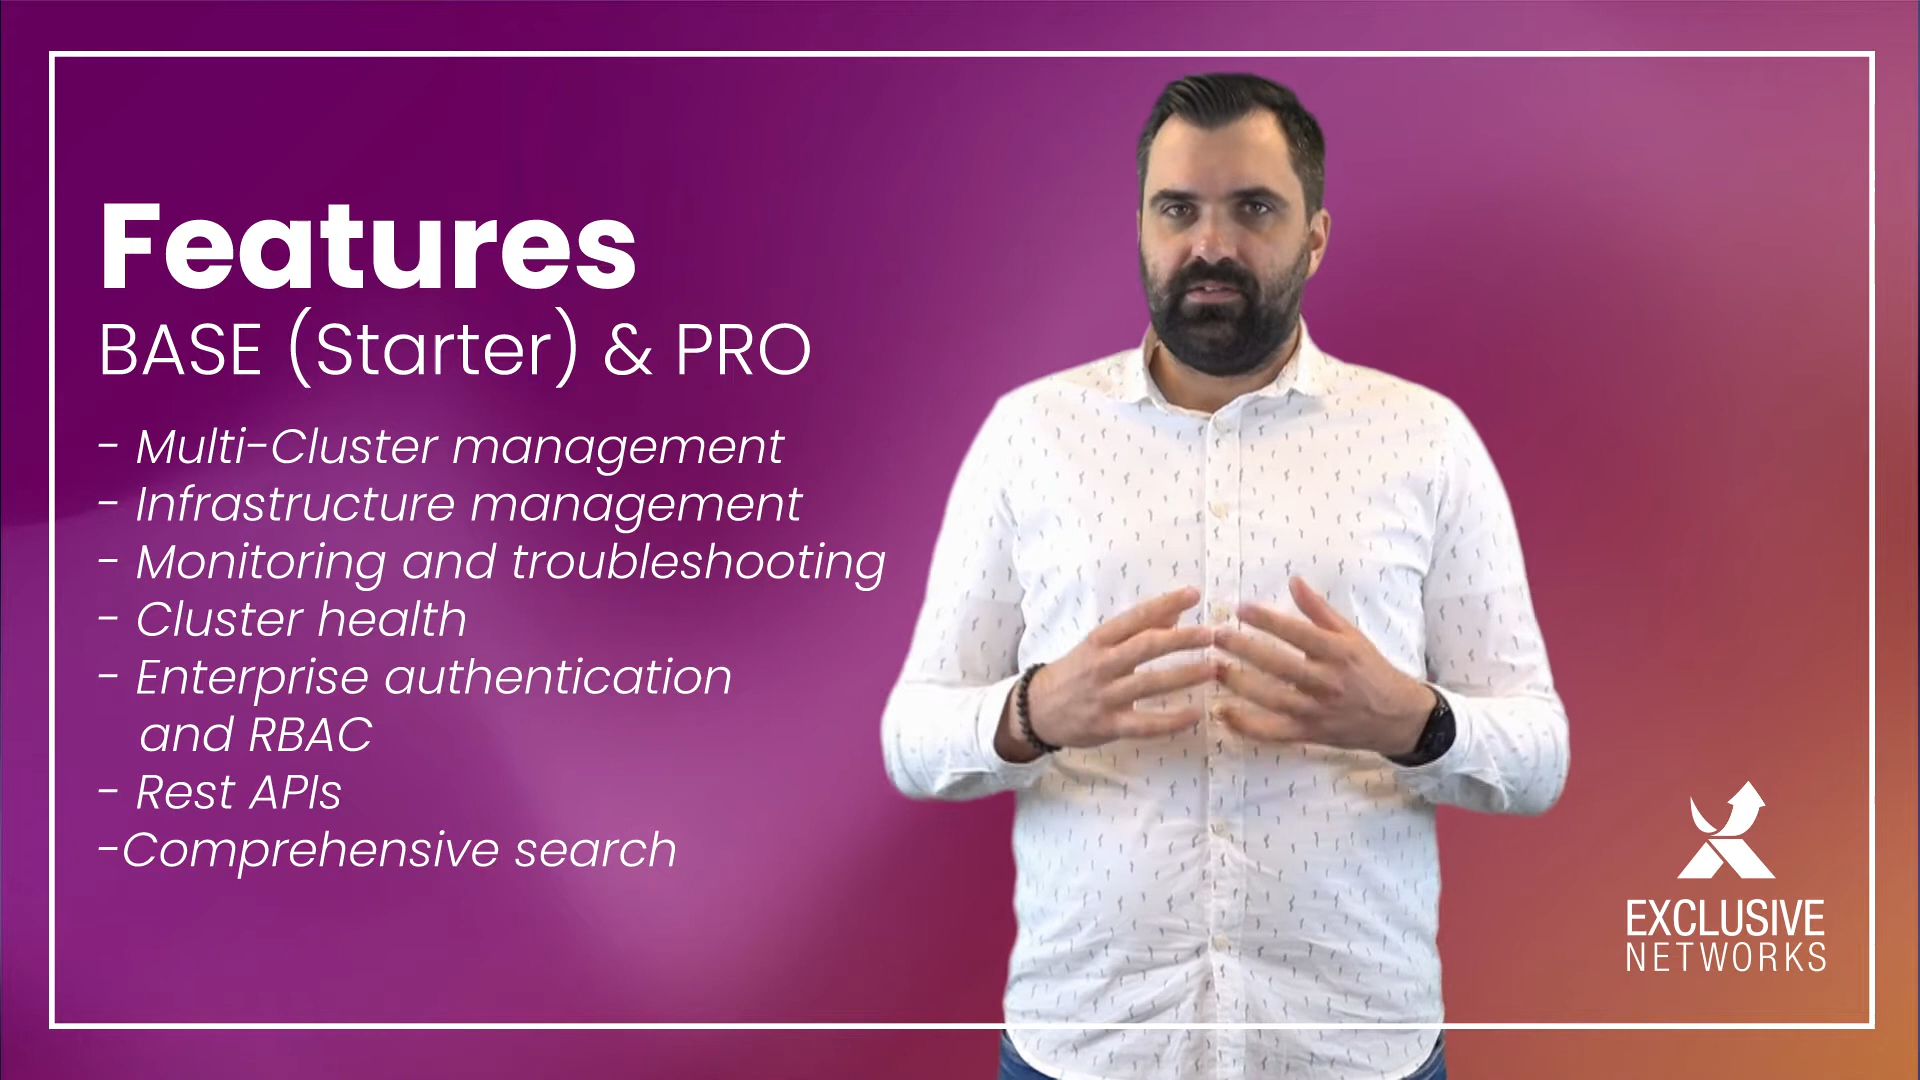 Features
BASE (Starter) & PRO
- Multi-Cluster management
- Infrastructure management
- Monitoring and troubleshooting
- Cluster health
- Enterprise authentication
and RBAC
- Rest APIs
-Comprehensive search
EXCLUSIVE
NETWORKS